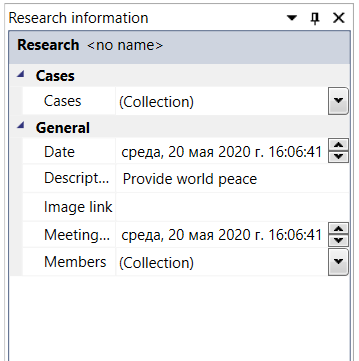 Research information
Research <no name>
Cases
Cases (Collection)
General
Date среда, 20 мая 2020 г. 16:06:41
Descript... Provide world peace
Image link
Meeting... среда, 20 мая 2020 г. 16:06:41
Members (Collection)